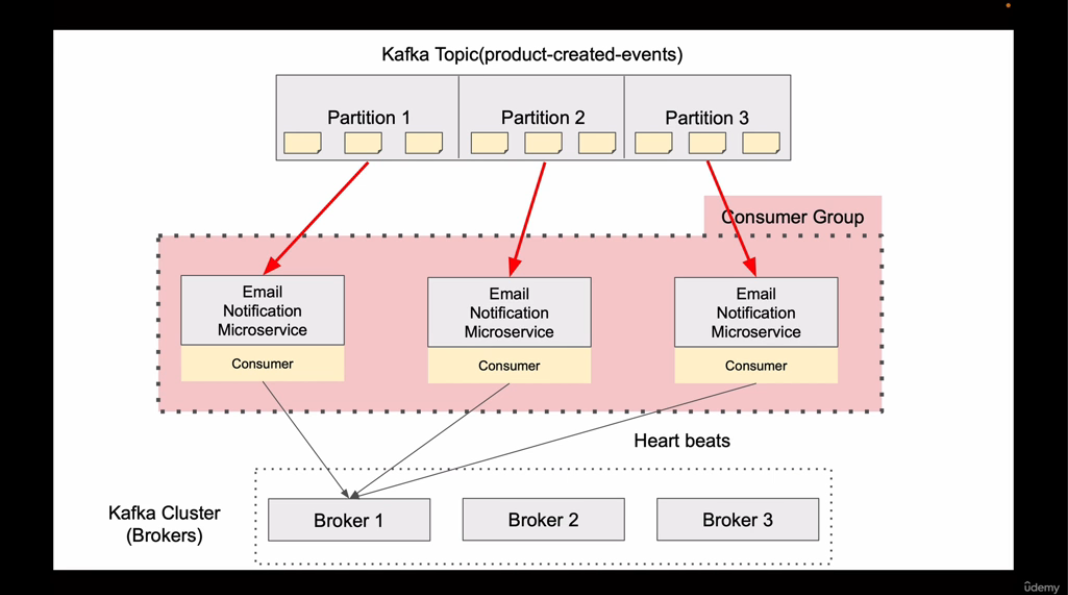 Kafka Topic(product-created-events)
Partition 1
Partition 2
Partition 3
Consumer Group
Email
Notification
Microservice
Consumer
Email
Notification
Microservice
Consumer
Email
Notification
Microservice
Consumer
Heart beats
Kafka Cluster
(Brokers)
Broker 1
Broker 2
Broker 3
ûdemy